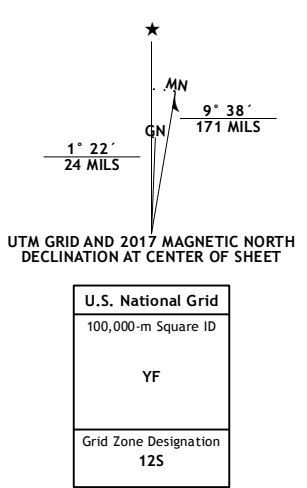 ★
MN
GN
9° 38´
171 MILS
1° 22´
24 MILS
UTM GRID AND 2017 MAGNETIC NORTH
DECLINATION AT CENTER OF SHEET
U.S. National Grid
100,000-m Square ID
YF
Grid Zone Designation
12S